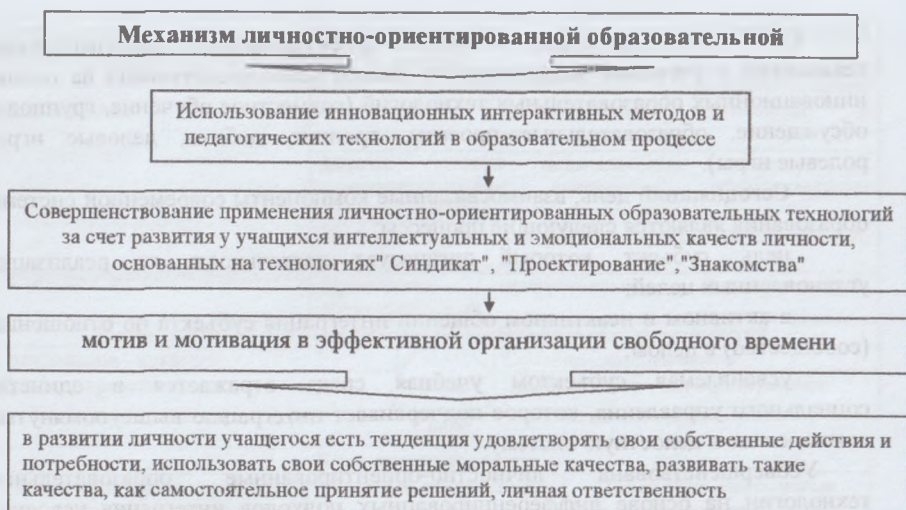 Механизм личностно-ориентированной образовательной
Использование инновационных интерактивных методов и
педагогических технологий в образовательном процессе
Совершенствование применения личностно-ориентированных образовательных технологий
за счет развития у учащихся интеллектуальных и эмоциональных качеств личности,
основанных на технологиях "Синдикат", "Проектирование","Знакомства"
мотив и мотивация в эффективной организации свободного времени
в развитии личности учащегося есть тенденция удовлетворять свои собственные действия и
потребности, использовать свои собственные моральные качества, развивать такие
качества, как самостоятельное принятие решений, личная ответственность